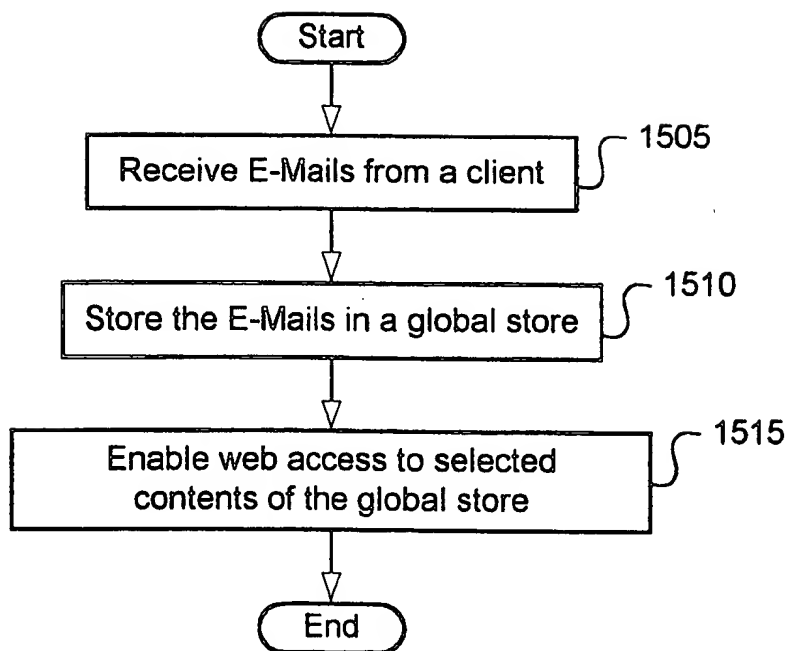 Start
Receive E-Mails from a client
1505
Store the E-Mails in a global store
1510
Enable web access to selected
contents of the global store
1515
End